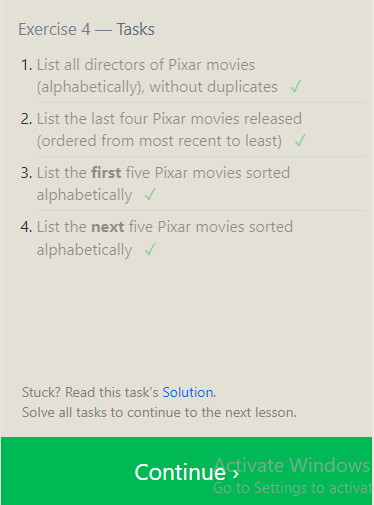 Exercise 4 — Tasks
1. List all directors of Pixar movies
(alphabetically), without duplicates ✓
2. List the last four Pixar movies released
(ordered from most recent to least) ✓
3. List the first five Pixar movies sorted
alphabetically ✓
4. List the next five Pixar movies sorted
alphabetically ✓
Stuck? Read this task's Solution.
Solve all tasks to continue to the next lesson.
Continue ›
Activate Windows
Go to Settings to activat